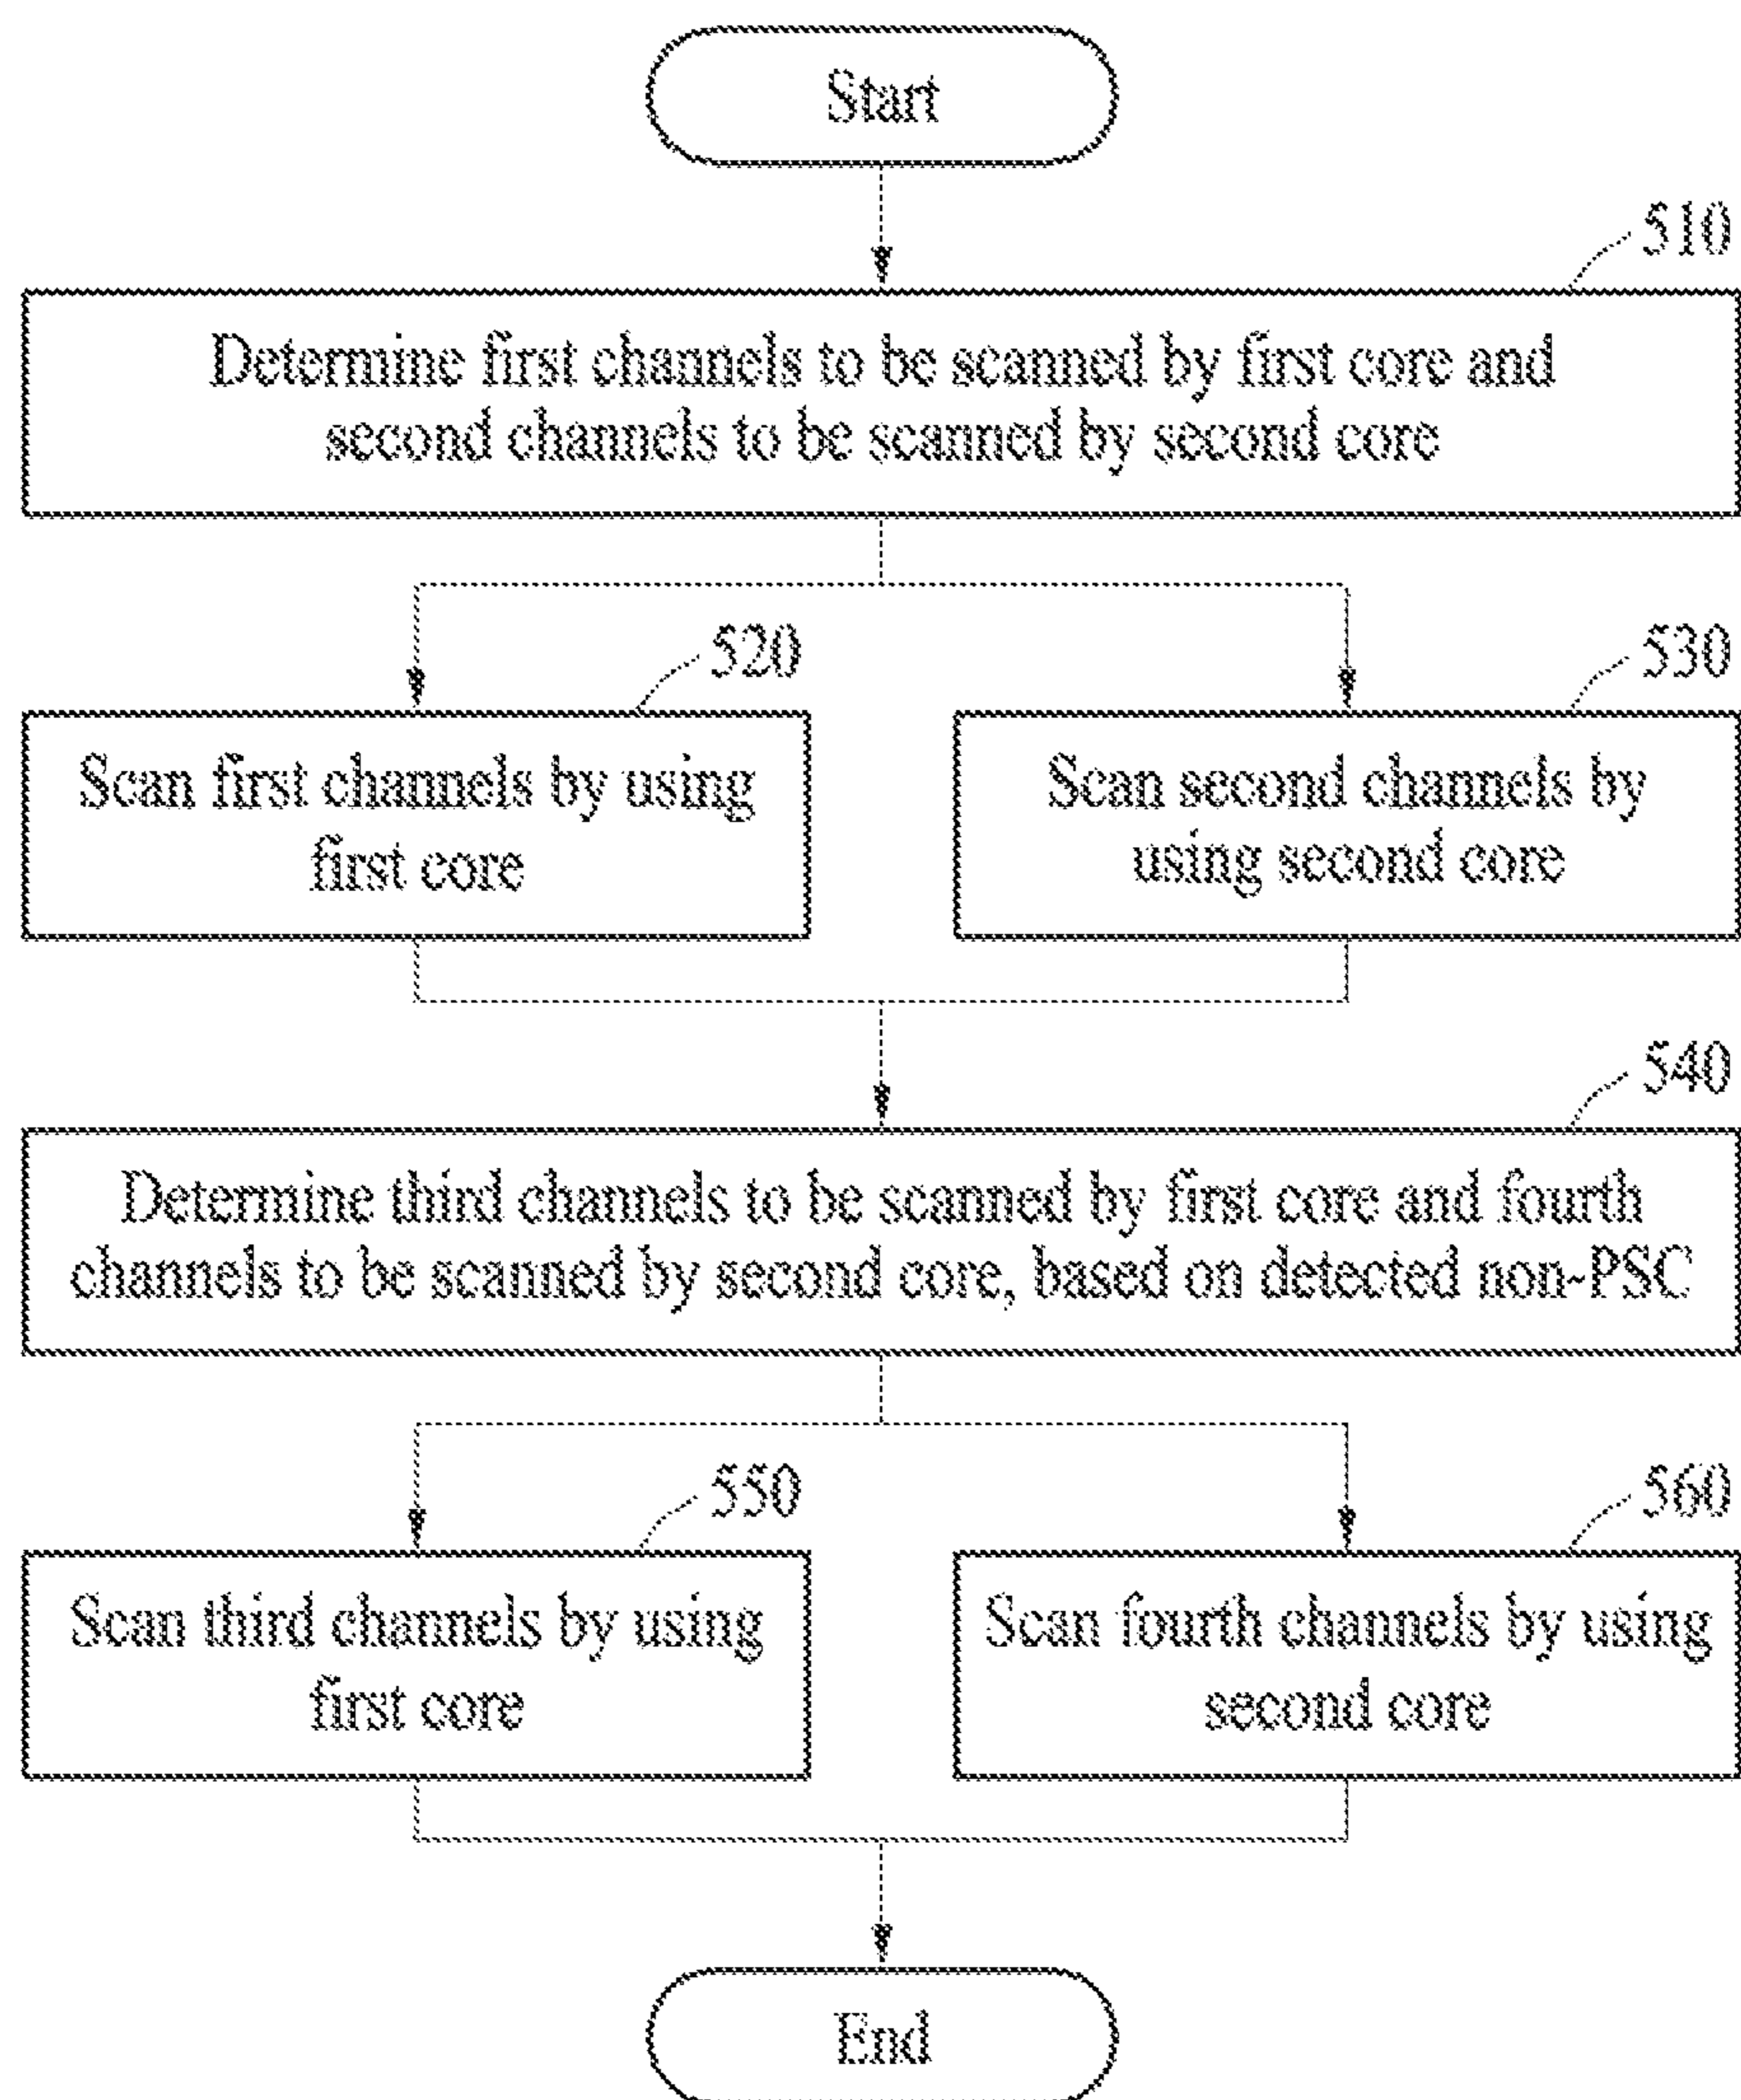 Start
510
Determine first channels to be scanned by first core and
second channels to be scanned by second core
520
Scan first channels by using
first core
530
Scan second channels by
using second core
540
Determine third channels to be scanned by first core and fourth
channels to be scanned by second core, based on detected non-PSC
550
Scan third channels by using
first core
560
Scan fourth channels by using
second core
End